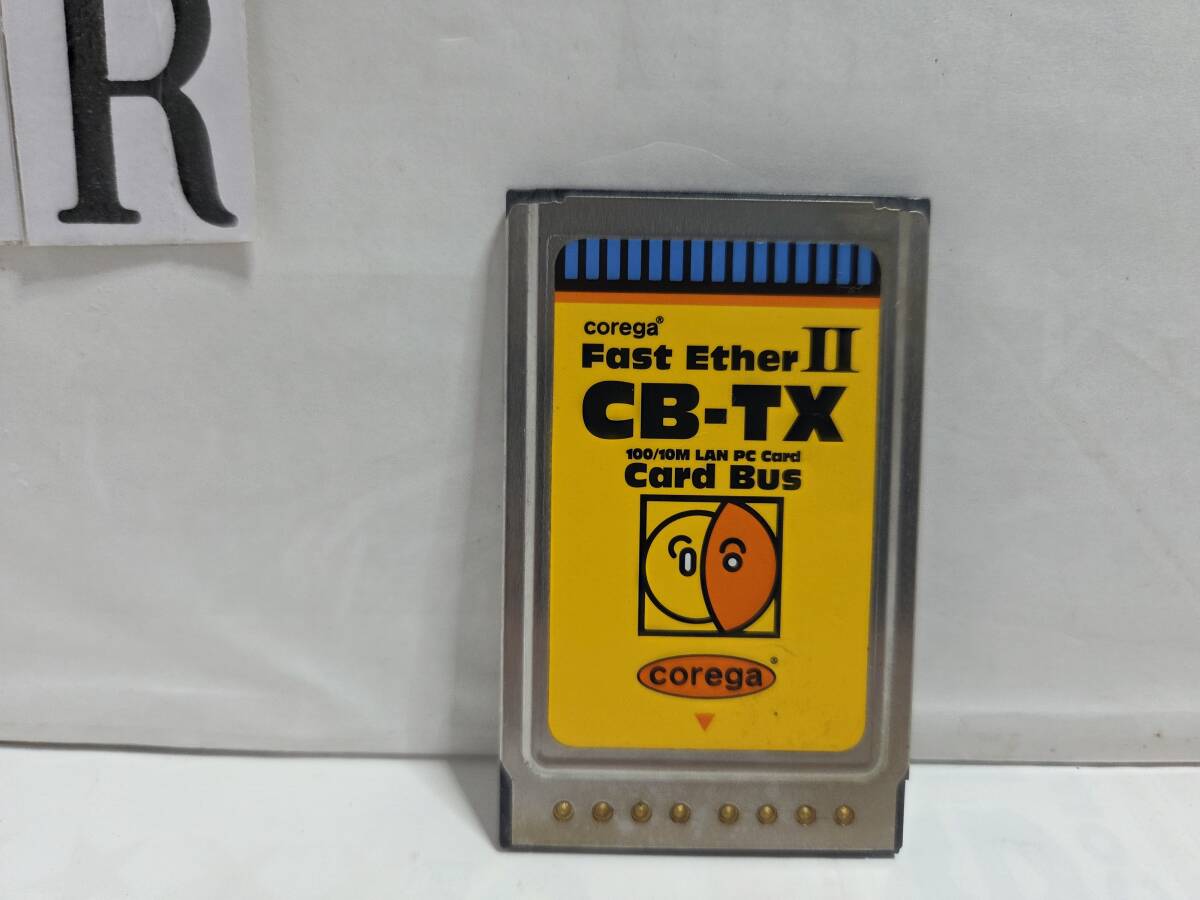 R
corega®
Fast Ether II
CB-TX
100/10M LAN PC Card
Card Bus
corega®